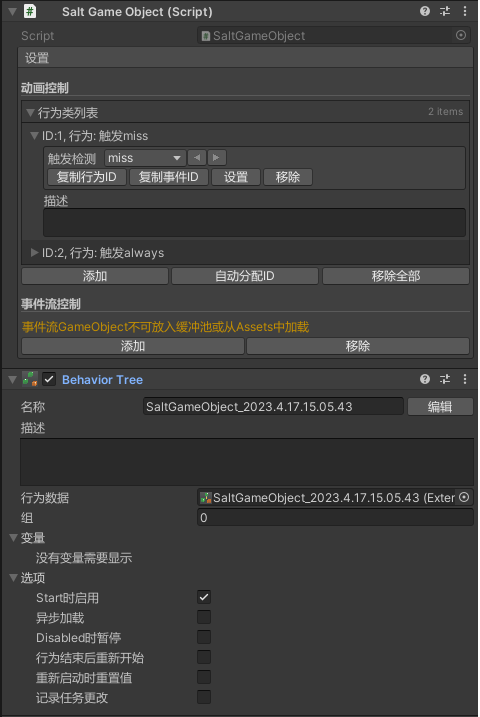 Salt Game Object (Script)
Script SaltGameObject
设置
动画控制
行为类列表 2 items
ID:1, 行为: 触发miss
触发检测 miss
复制行为ID 复制事件ID 设置 移除
描述
ID:2, 行为: 触发always
添加 自动分配ID 移除全部
事件流控制
事件流GameObject不可放入缓冲池或从Assets中加载
添加 移除
Behavior Tree
名称 SaltGameObject_2023.4.17.15.05.43 编辑
描述
行为数据 SaltGameObject_2023.4.17.15.05.43 (Exter
组 0
变量
没有变量需要显示
选项
Start时启用
异步加载
Disabled时暂停
行为结束后重新开始
重新启动时重置值
记录任务更改